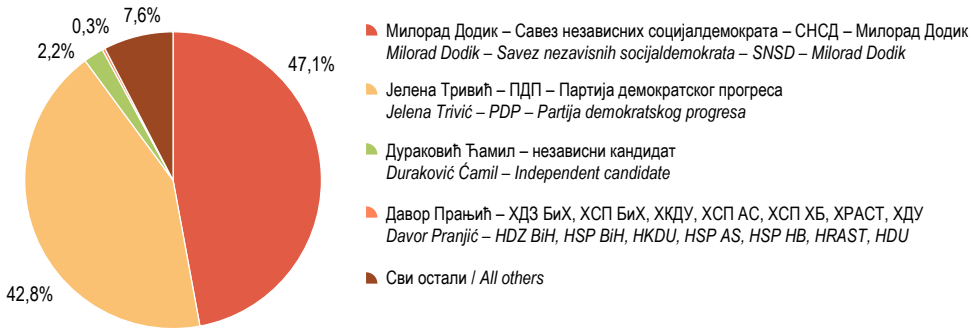 0,3%
7,6%
2,2%
47,1%
42,8%
Милорад Додик – Савез независних социјалдемократа – СНСД – Милорад Додик
Milorad Dodik – Savez nezavisnih socijaldemokrata – SNSD – Milorad Dodik
Јелена Тривић – ПДП – Партија демократског прогреса
Jelena Trivić – PDP – Partija demokratskog progresa
Дураковић Ћамил – независни кандидат
Duraković Ćamil – Independent candidate
Давор Прањић – ХДЗ БиХ, ХСП БиХ, ХКДУ, ХСП АС, ХСП ХБ, ХРАСТ, ХДУ
Davor Pranjić – HDZ BiH, HSP BiH, HKDU, HSP AS, HSP HB, HRAST, HDU
Сви остали / All others